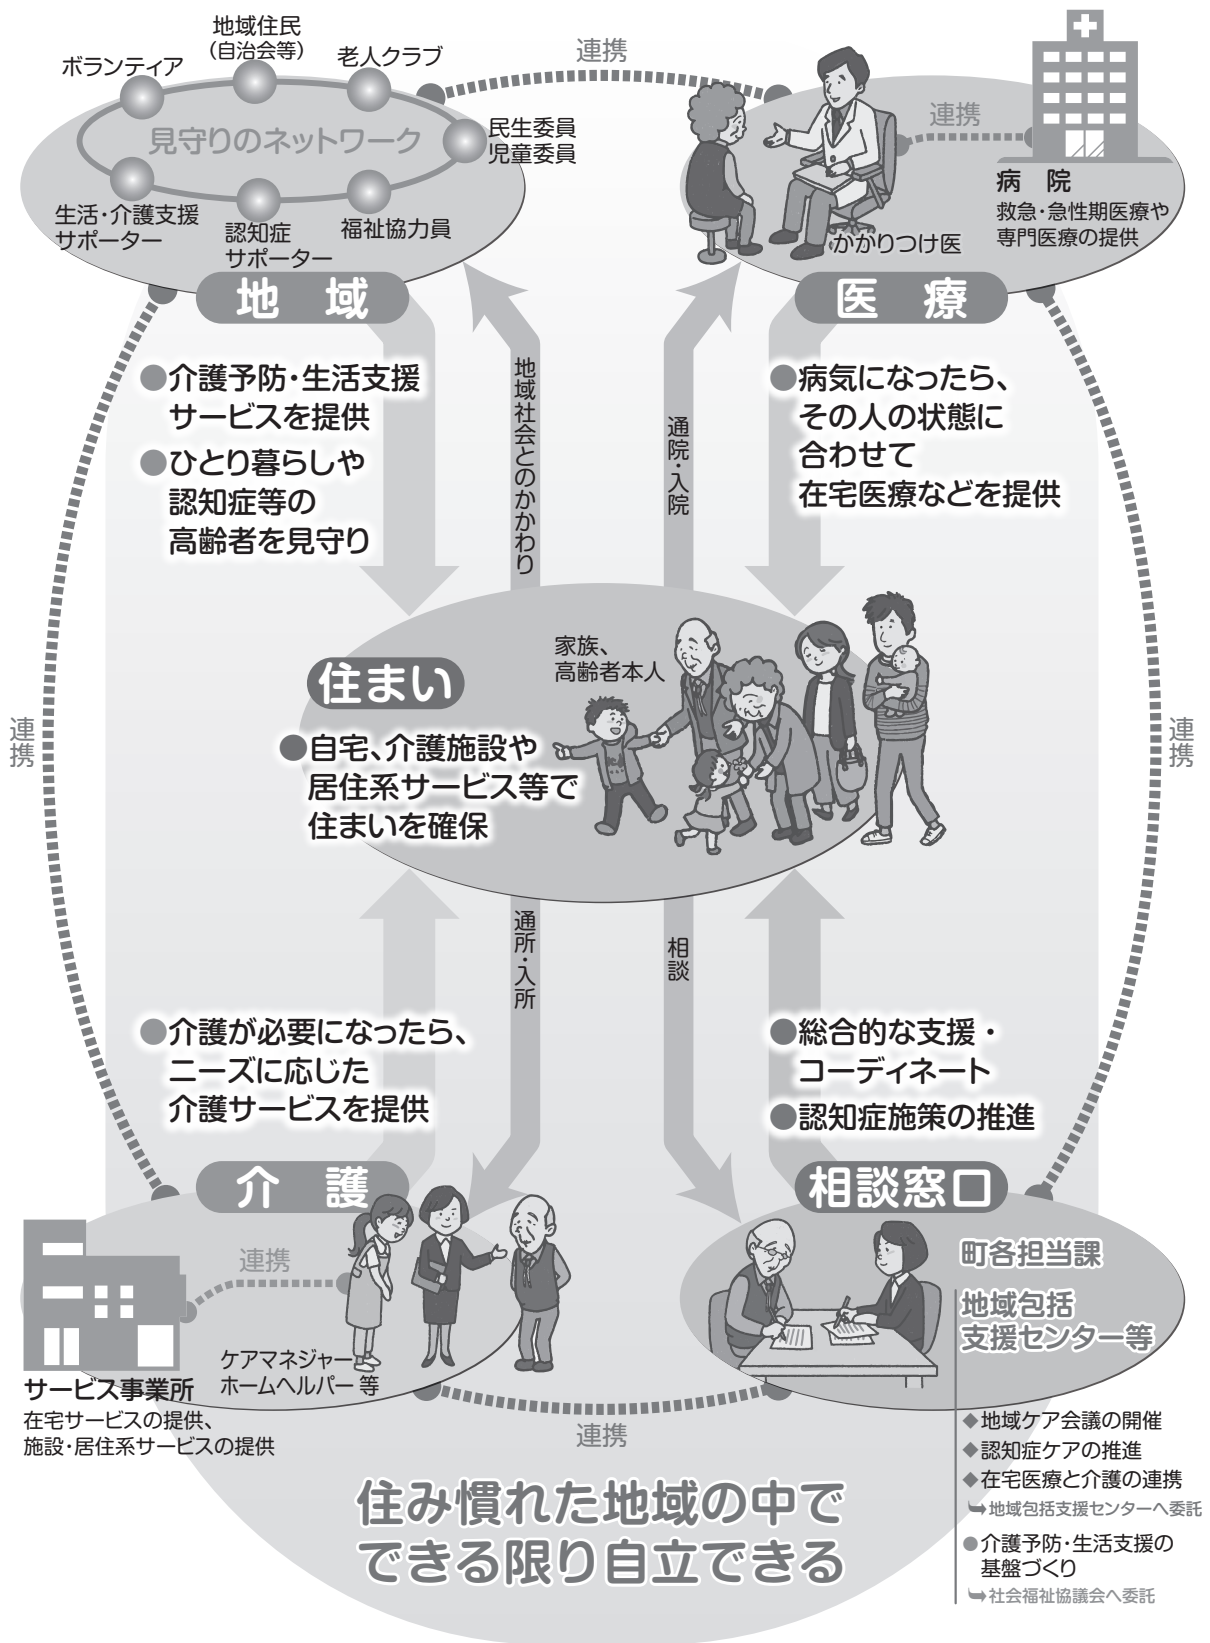 地域住民
（自治会等）
ボランティア
老人クラブ
見守りのネットワーク
民生委員
児童委員
生活・介護支援
サポーター
認知症
サポーター
福祉協力員
地　域
連携
連携
病　院
救急・急性期医療や
専門医療の提供
かかりつけ医
医　療
●介護予防・生活支援
サービスを提供
●ひとり暮らしや
認知症等の
高齢者を見守り
地域社会とのかかわり
通院・入院
●病気になったら、
その人の状態に
合わせて
在宅医療などを提供
連携
連携
家族、
高齢者本人
住まい
●自宅、介護施設や
居住系サービス等で
住まいを確保
通所・入所
相談
●介護が必要になったら、
ニーズに応じた
介護サービスを提供
●総合的な支援・
コーディネート
●認知症施策の推進
介　護
連携
ケアマネジャー
ホームヘルパー 等
サービス事業所
在宅サービスの提供、
施設・居住系サービスの提供
連携
相談窓口
町各担当課
地域包括
支援センター等
◆地域ケア会議の開催
◆認知症ケアの推進
◆在宅医療と介護の連携
➥地域包括支援センターへ委託
●介護予防・生活支援の
基盤づくり
➥社会福祉協議会へ委託
住み慣れた地域の中で
できる限り自立できる